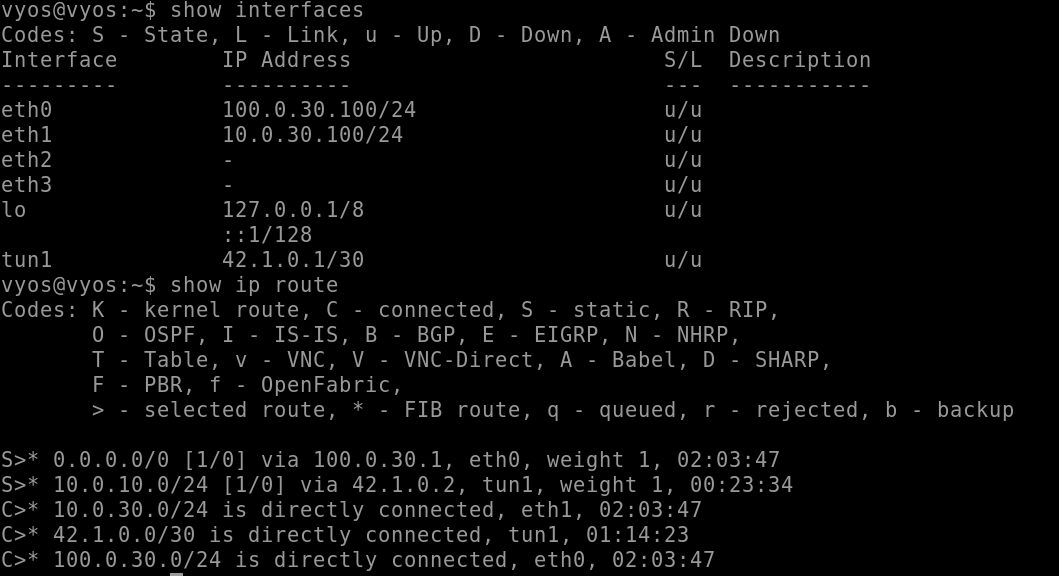 vyos@vyos:~$ show interfaces
Codes: S - State, L - Link, u - Up, D - Down, A - Admin Down
Interface        IP Address                        S/L  Description
---------        ----------                        ---  -----------
eth0             100.0.30.100/24                   u/u
eth1             10.0.30.100/24                    u/u
eth2             -                                 u/u
eth3             -                                 u/u
lo               127.0.0.1/8                       u/u
                 ::1/128
tun1             42.1.0.1/30                       u/u
vyos@vyos:~$ show ip route
Codes: K - kernel route, C - connected, S - static, R - RIP,
       O - OSPF, I - IS-IS, B - BGP, E - EIGRP, N - NHRP,
       T - Table, v - VNC, V - VNC-Direct, A - Babel, D - SHARP,
       F - PBR, f - OpenFabric,
       > - selected route, * - FIB route, q - queued, r - rejected, b - backup

S>* 0.0.0.0/0 [1/0] via 100.0.30.1, eth0, weight 1, 02:03:47
S>* 10.0.10.0/24 [1/0] via 42.1.0.2, tun1, weight 1, 00:23:34
C>* 10.0.30.0/24 is directly connected, eth1, 02:03:47
C>* 42.1.0.0/30 is directly connected, tun1, 01:14:23
C>* 100.0.30.0/24 is directly connected, eth0, 02:03:47